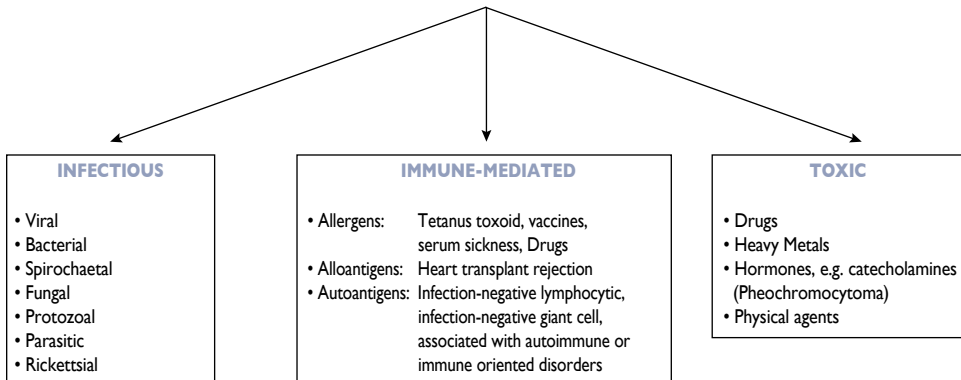 INFECTIOUS
• Viral
• Bacterial
• Spirochaetal
• Fungal
• Protozoal
• Parasitic
• Rickettsial
IMMUNE-MEDIATED
• Allergens: Tetanus toxoid, vaccines,
serum sickness, Drugs
• Alloantigens: Heart transplant rejection
• Autoantigens: Infection-negative lymphocytic,
infection-negative giant cell,
associated with autoimmune or
immune oriented disorders
TOXIC
• Drugs
• Heavy Metals
• Hormones, e.g. catecholamines
(Pheochromocytoma)
• Physical agents